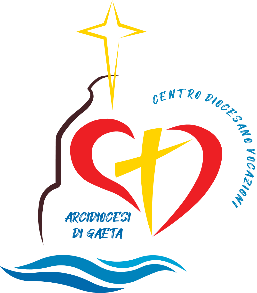 CENTRO DIOCESANO VOCAZIONI
ARCIDIOCESI
DI GAETA